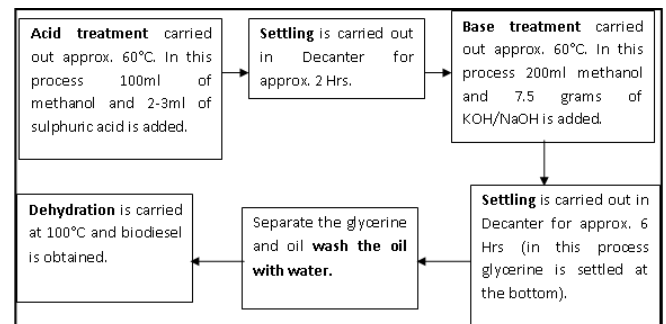 Acid treatment carried
out approx. 60°C. In this
process 100ml of
methanol and 2-3ml of
sulphuric acid is added.
Settling is carried out
in Decanter for
approx. 2 Hrs.
Base treatment carried
out approx. 60°C. In this
process 200ml methanol
and 7.5 grams of
KOH/NaOH is added.
Settling is carried out in
Decanter for approx. 6
Hrs (in this process
glycerine is settled at
the bottom).
Separate the glycerine
and oil wash the oil
with water.
Dehydration is carried
at 100°C and biodiesel
is obtained.